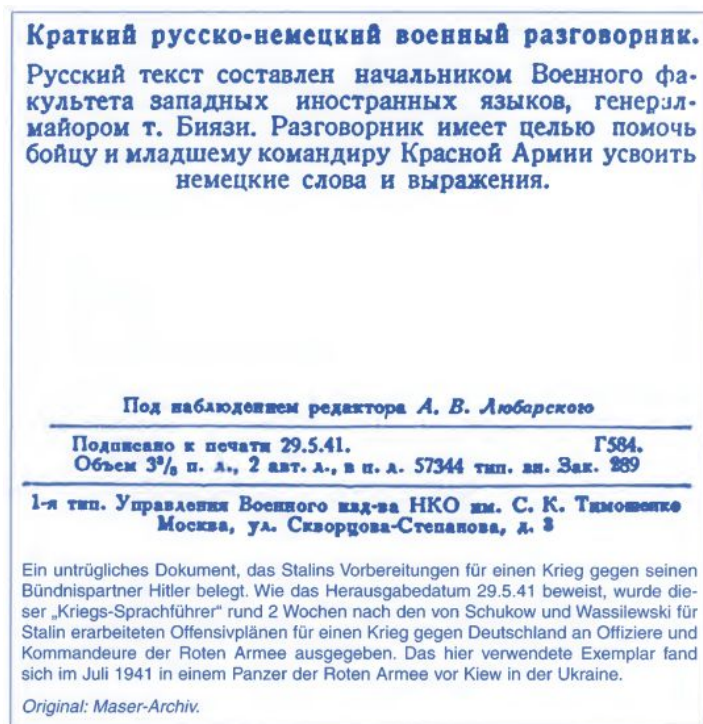 Краткий русско-немецкий военный разговорник.
Русский текст составлен начальником Военного фа-
культета западных иностранных языков, генерал-
майором т. Биязи. Разговорник имеет целью помочь
бойцу и младшему командиру Красной Армии усвоить
немецкие слова и выражения.
Под наблюдением редактора А. В. Любарского
Подписано к печати 29.5.41. Г584.
Объем 3³/₈ п. л., 2 авт. л., в п. л. 57344 тип. зн. Зак. 289
1-я тип. Управления Военного изд-ва НКО им. С. К. Тимошенко
Москва, ул. Скворцова-Степанова, д. 3
Ein untrügliches Dokument, das Stalins Vorbereitungen für einen Krieg gegen seinen
Bündnispartner Hitler belegt. Wie das Herausgabedatum 29.5.41 beweist, wurde die-
ser „Kriegs-Sprachführer“ rund 2 Wochen nach den von Schukow und Wassilewski für
Stalin erarbeiteten Offensivplänen für einen Krieg gegen Deutschland an Offiziere und
Kommandeure der Roten Armee ausgegeben. Das hier verwendete Exemplar fand
sich im Juli 1941 in einem Panzer der Roten Armee vor Kiew in der Ukraine.
Original: Maser-Archiv.